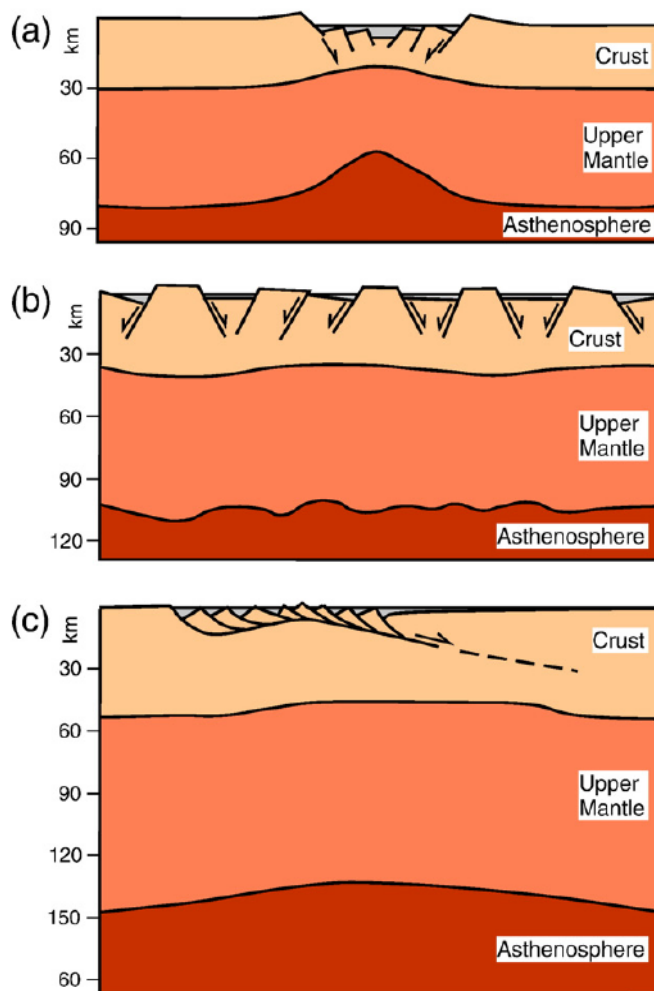 (a)
km
Crust
30
Upper
Mantle
60
Asthenosphere
90
(b)
km
Crust
30
60
Upper
Mantle
90
Asthenosphere
120
(c)
km
Crust
30
60
Upper
Mantle
90
120
150
Asthenosphere
60